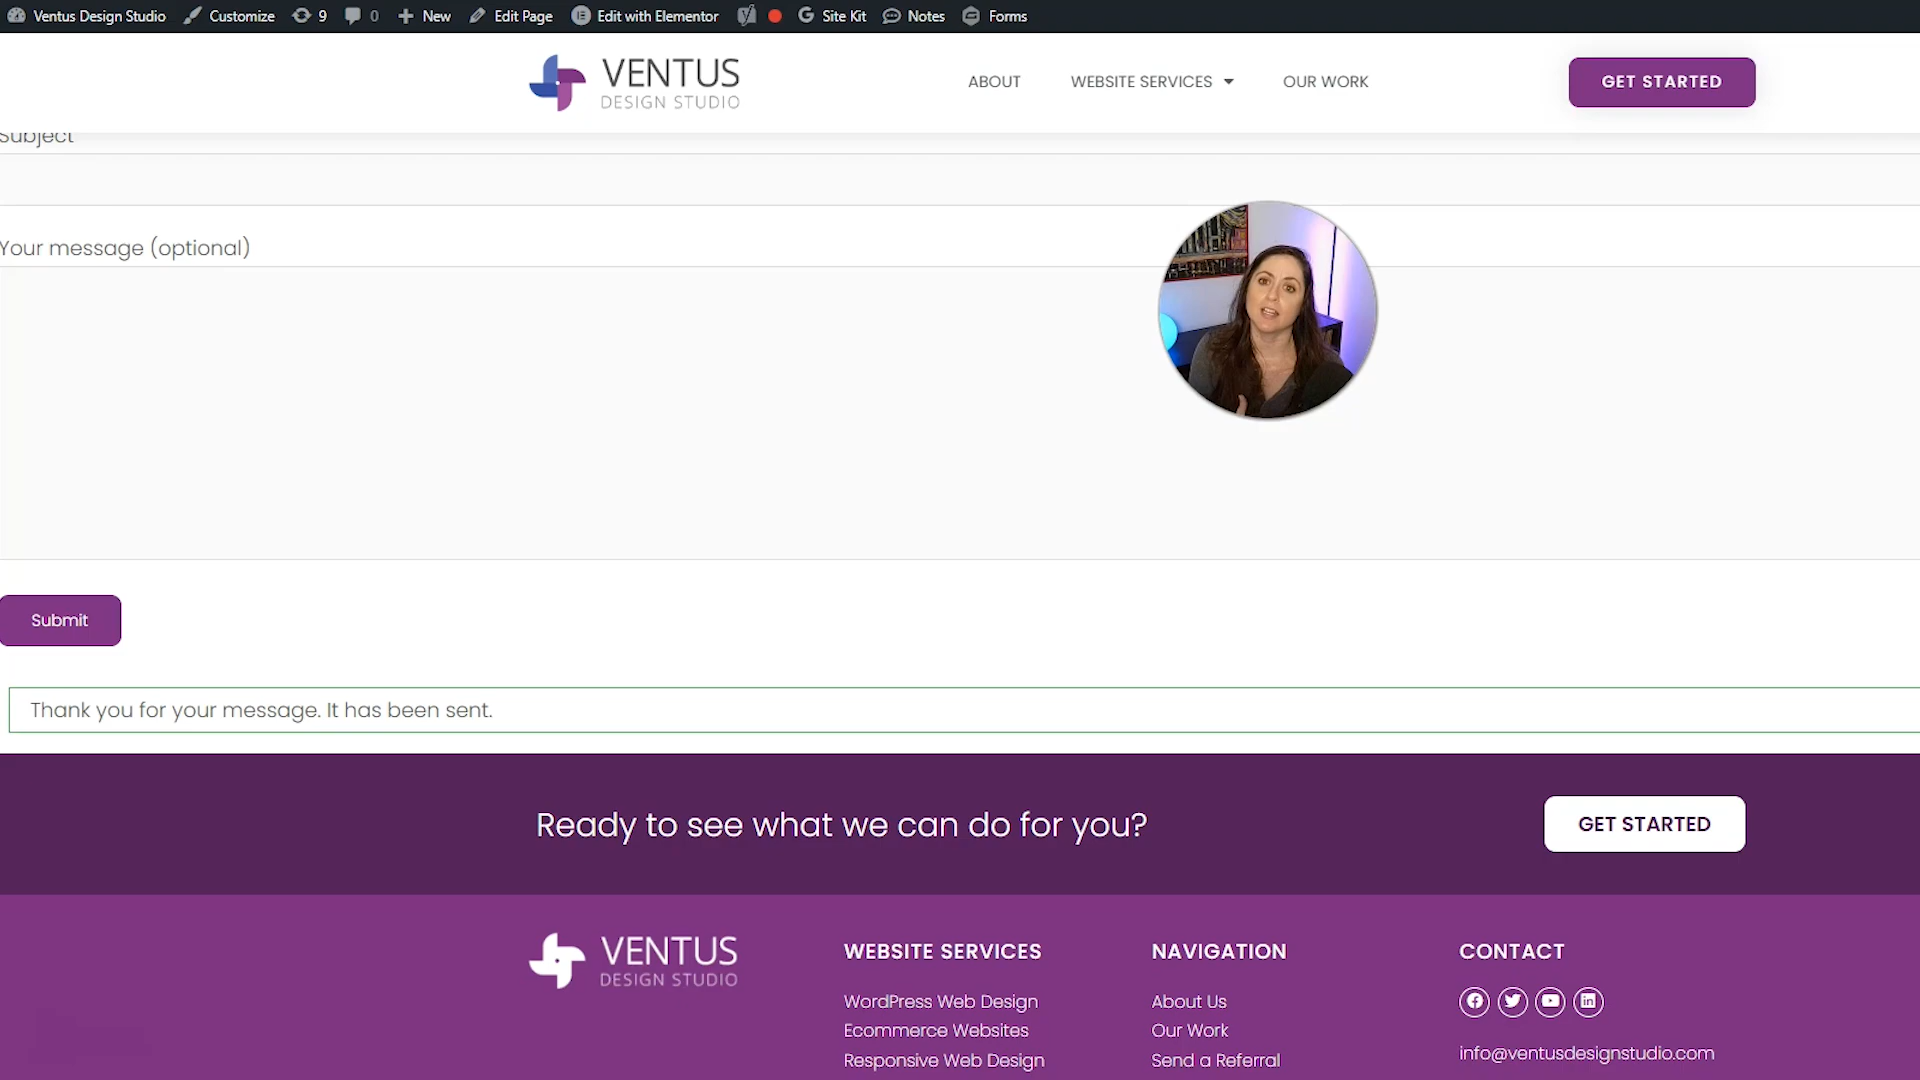 Ventus Design Studio Customize 9 0 New Edit Page Edit with Elementor Site Kit Notes Forms
VENTUS
DESIGN STUDIO
ABOUT WEBSITE SERVICES OUR WORK GET STARTED
Subject
Your message (optional)
Submit
Thank you for your message. It has been sent.
Ready to see what we can do for you?
GET STARTED
VENTUS
DESIGN STUDIO
WEBSITE SERVICES
WordPress Web Design
Ecommerce Websites
Responsive Web Design
NAVIGATION
About Us
Our Work
Send a Referral
CONTACT
info@ventusdesignstudio.com